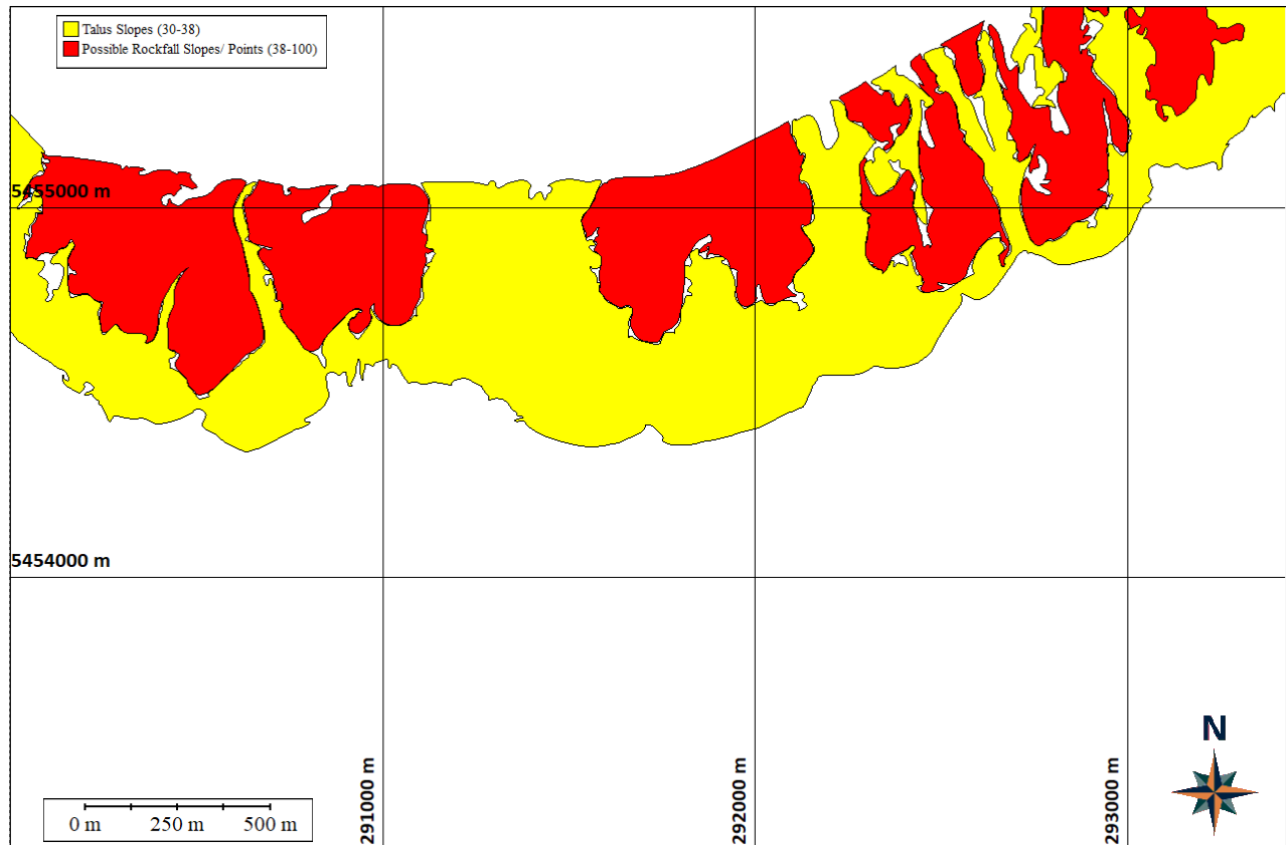 Talus Slopes (30-38)
Possible Rockfall Slopes/ Points (38-100)
5455000 m
5454000 m
291000 m
292000 m
293000 m
N
0 m 250 m 500 m